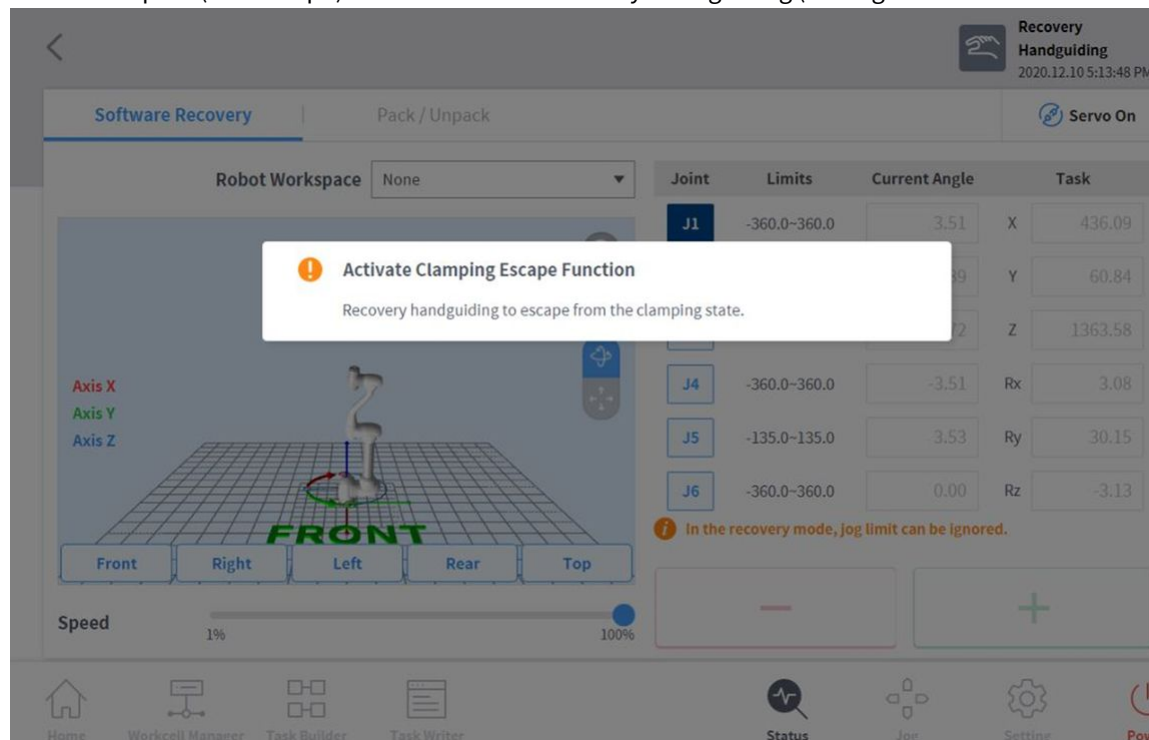 Recovery
Handguiding
2020.12.10 5:13:48 PM
Software Recovery
Pack / Unpack
Servo On
Robot Workspace None
Joint Limits Current Angle Task
J1 -360.0~360.0 3.51 X 436.09
Activate Clamping Escape Function
Recovery handguiding to escape from the clamping state.
Y 60.84
Z 1363.58
Axis X
Axis Y
Axis Z
J4 -360.0~360.0 -3.51 Rx 3.08
J5 -135.0~135.0 3.53 Ry 30.15
J6 -360.0~360.0 0.00 Rz -3.13
In the recovery mode, jog limit can be ignored.
FRONT
Front Right Left Rear Top
Speed
1% 100%
Home Workcell Manager Task Builder Task Writer Status Jog Setting